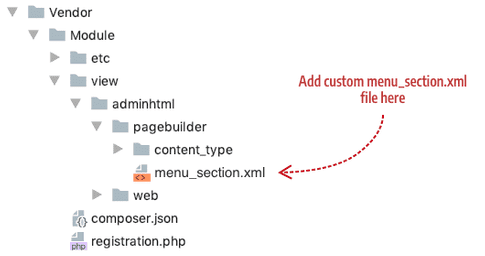 Vendor
Module
etc
view
adminhtml
pagebuilder
content_type
menu_section.xml
web
composer.json
registration.php
Add custom menu_section.xml
file here